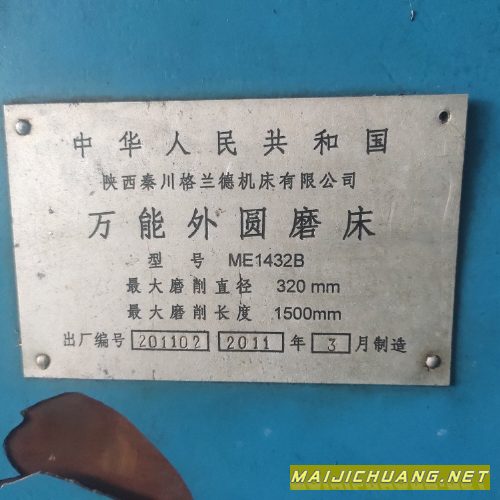 中华人民共和国
陕西秦川格兰德机床有限公司
万能外圆磨床
型 号 ME1432B
最大磨削直径 320 mm
最大磨削长度 1500mm
出厂编号 201102 2011 年 3 月制造
MAIJICHUANG.NET